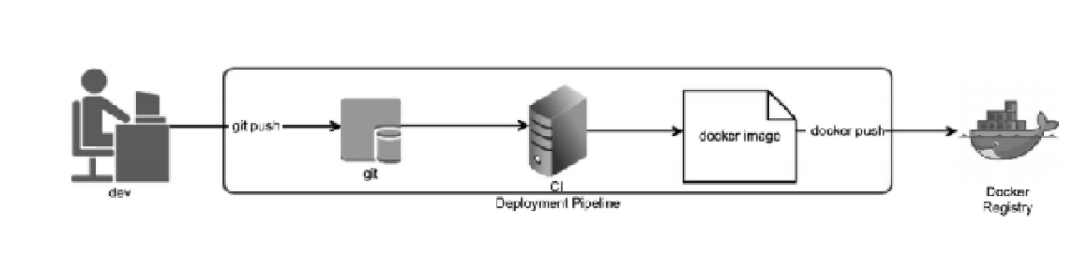 git push
docker image
docker push
git
dev
CI
Deployment Pipeline
Docker
Registry